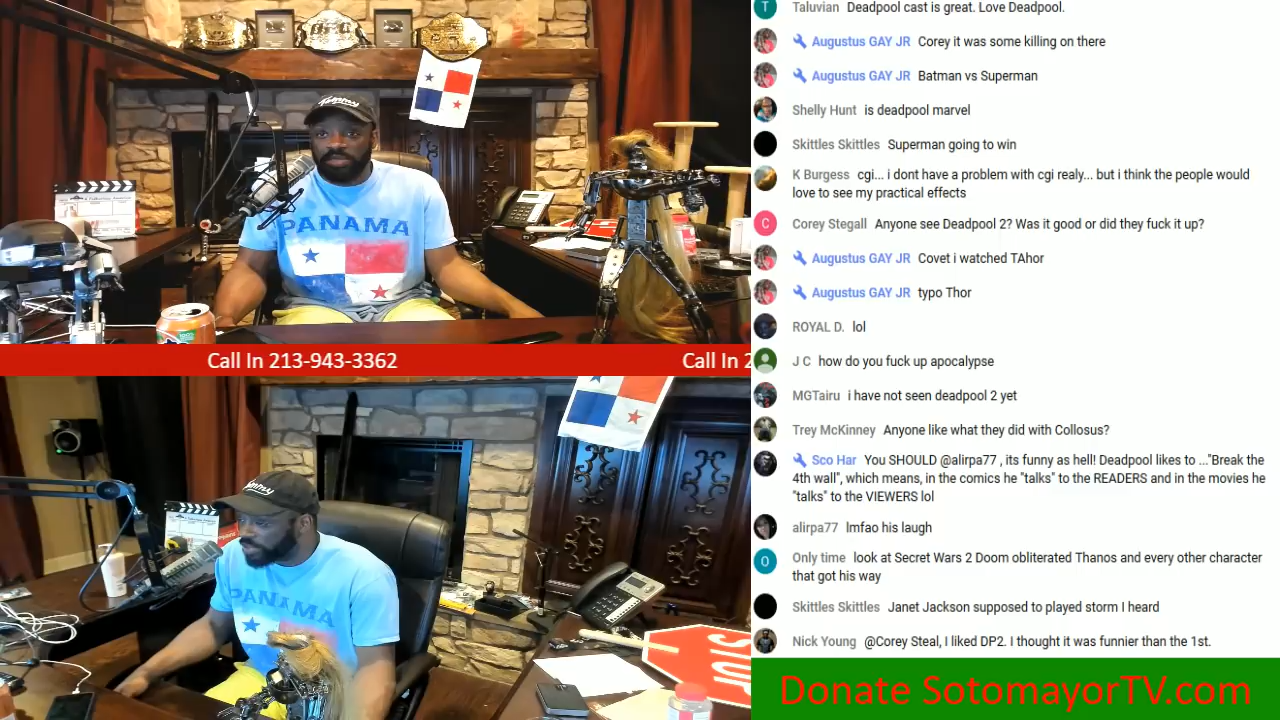 PANAMA
Call In 213-943-3362
Call In 2
PANAMA
Taluvian Deadpool cast is great. Love Deadpool.
Augustus GAY JR Corey it was some killing on there
Augustus GAY JR Batman vs Superman
Shelly Hunt is deadpool marvel
Skittles Skittles Superman going to win
K Burgess cgi... i dont have a problem with cgi realy... but i think the people would
love to see my practical effects
Corey Stegall Anyone see Deadpool 2? Was it good or did they fuck it up?
Augustus GAY JR Covet i watched TAhor
Augustus GAY JR typo Thor
ROYAL D. lol
J C how do you fuck up apocalypse
MGTairu i have not seen deadpool 2 yet
Trey McKinney Anyone like what they did with Collosus?
Sco Har You SHOULD @alirpa77 , its funny as hell! Deadpool likes to ..."Break the
4th wall", which means, in the comics he "talks" to the READERS and in the movies he
"talks" to the VIEWERS lol
alirpa77 lmfao his laugh
Only time look at Secret Wars 2 Doom obliterated Thanos and every other character
that got his way
Skittles Skittles Janet Jackson supposed to played storm I heard
Nick Young @Corey Steal, I liked DP2. I thought it was funnier than the 1st.
Donate SotomayorTV.com